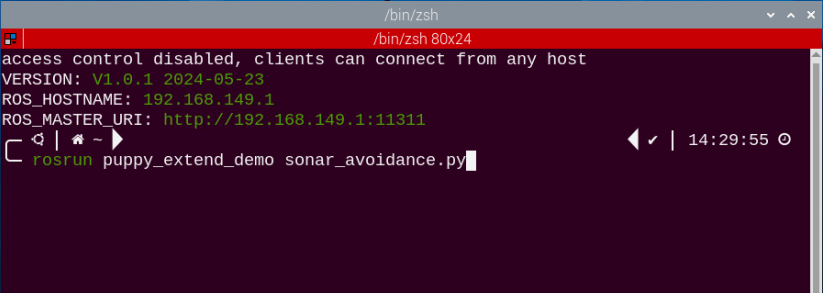 /bin/zsh
/bin/zsh 80x24
access control disabled, clients can connect from any host
VERSION: V1.0.1 2024-05-23
ROS_HOSTNAME: 192.168.149.1
ROS_MASTER_URI: http://192.168.149.1:11311
~ ✔ 14:29:55
rosrun puppy_extend_demo sonar_avoidance.py